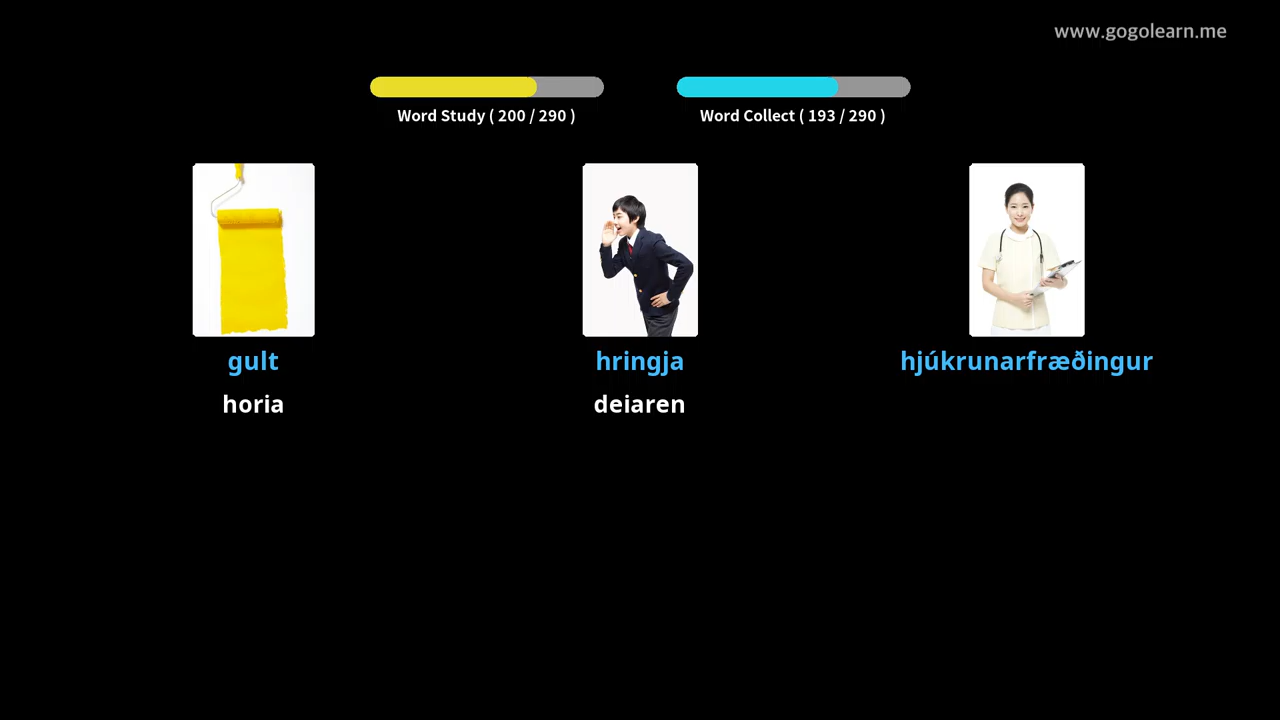 www.gogolearn.me
Word Study ( 200 / 290 )
Word Collect ( 193 / 290 )
gult
hringja
hjúkrunarfræðingur
horia
deiaren